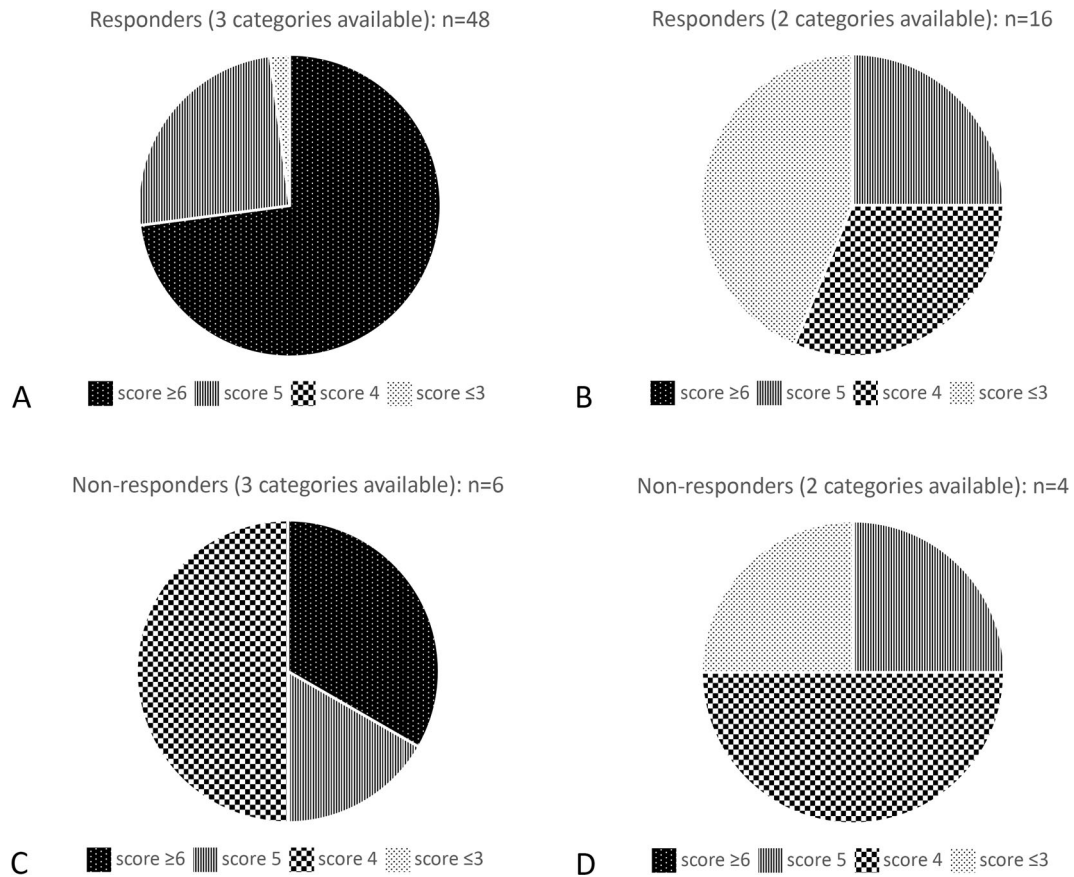 Responders (3 categories available): n=48
A
score ≥6 score 5 score 4 score ≤3
Responders (2 categories available): n=16
B
score ≥6 score 5 score 4 score ≤3
Non-responders (3 categories available): n=6
C
score ≥6 score 5 score 4 score ≤3
Non-responders (2 categories available): n=4
D
score ≥6 score 5 score 4 score ≤3